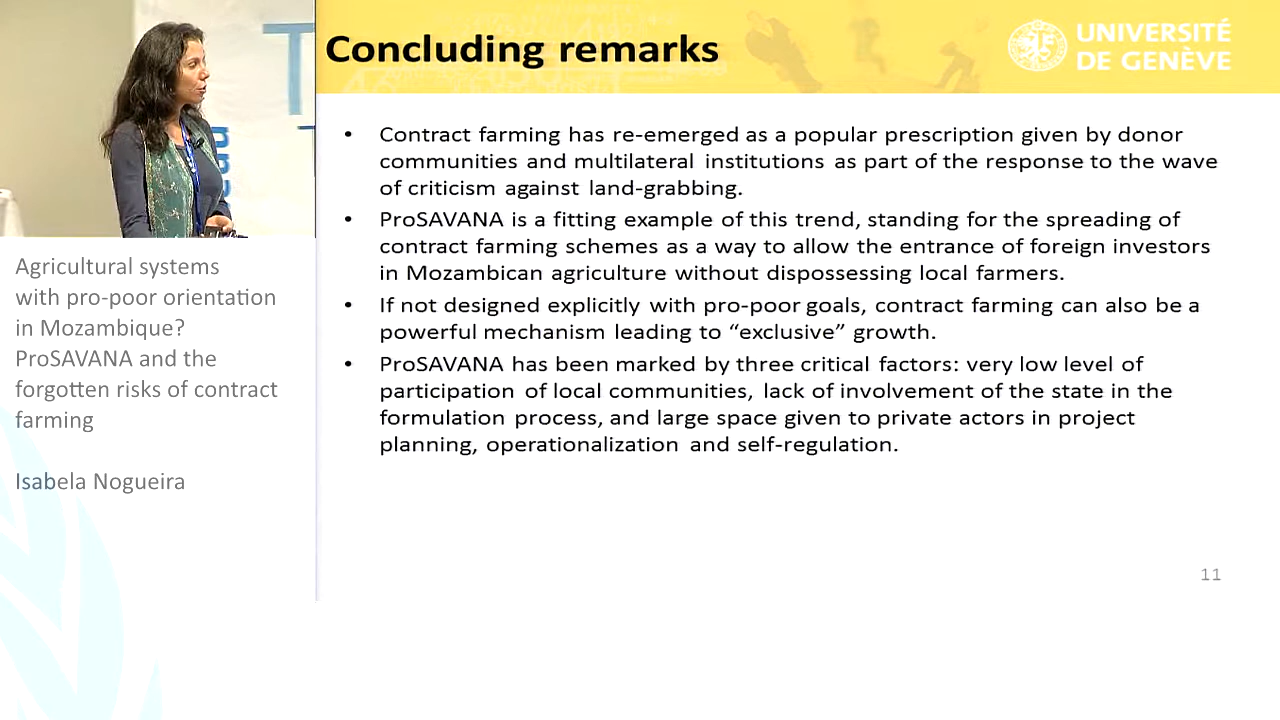 Concluding remarks
UNIVERSITÉ
DE GENÈVE
• Contract farming has re-emerged as a popular prescription given by donor
communities and multilateral institutions as part of the response to the wave
of criticism against land-grabbing.
• ProSAVANA is a fitting example of this trend, standing for the spreading of
contract farming schemes as a way to allow the entrance of foreign investors
in Mozambican agriculture without dispossessing local farmers.
• If not designed explicitly with pro-poor goals, contract farming can also be a
powerful mechanism leading to “exclusive” growth.
• ProSAVANA has been marked by three critical factors: very low level of
participation of local communities, lack of involvement of the state in the
formulation process, and large space given to private actors in project
planning, operationalization and self-regulation.
11
Agricultural systems
with pro-poor orientation
in Mozambique?
ProSAVANA and the
forgotten risks of contract
farming
Isabela Nogueira